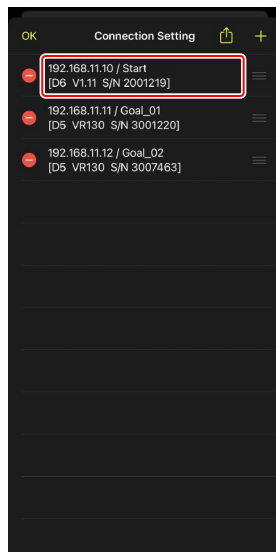 OK Connection Setting
192.168.11.10 / Start
[D6 V1.11 S/N 2001219]
192.168.11.11 / Goal_01
[D5 VR130 S/N 3001220]
192.168.11.12 / Goal_02
[D5 VR130 S/N 3007463]